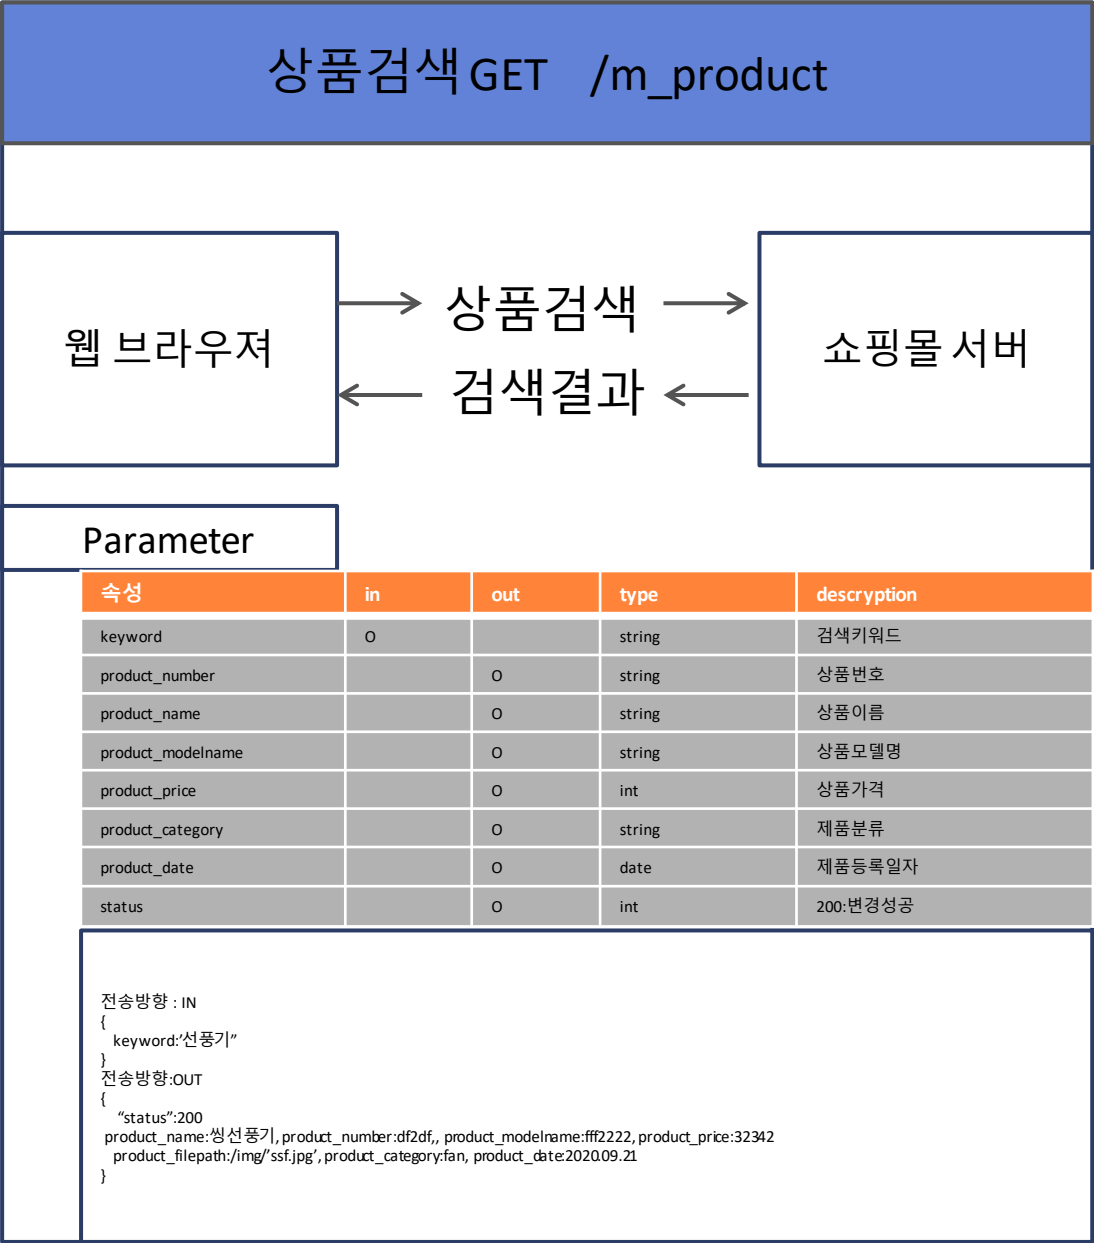 상품검색 GET /m_product
웹 브라우져
상품검색
검색결과
쇼핑몰 서버
Parameter
속성 in out type descryption
keyword O string 검색키워드
product_number O string 상품번호
product_name O string 상품이름
product_modelname O string 상품모델명
product_price O int 상품가격
product_category O string 제품분류
product_date O date 제품등록일자
status O int 200:변경성공
전송방향 : IN
{
keyword:’선풍기”
}
전송방향:OUT
{
“status”:200
product_name:씽선풍기, product_number:df2df,, product_modelname:fff2222, product_price:32342
product_filepath:/img/’ssf.jpg’, product_category:fan, product_date:2020.09.21
}